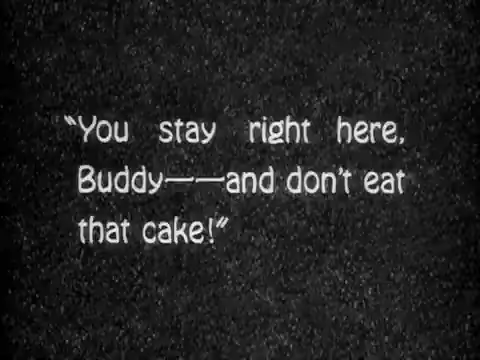 "You stay right here,
Buddy——and don't eat
that cake!"